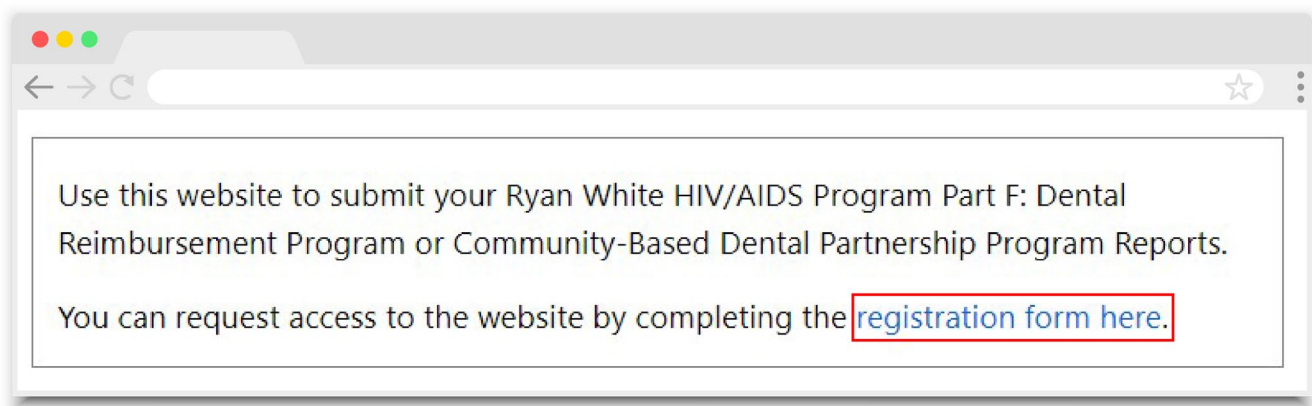 Use this website to submit your Ryan White HIV/AIDS Program Part F: Dental
Reimbursement Program or Community-Based Dental Partnership Program Reports.
You can request access to the website by completing the registration form here.